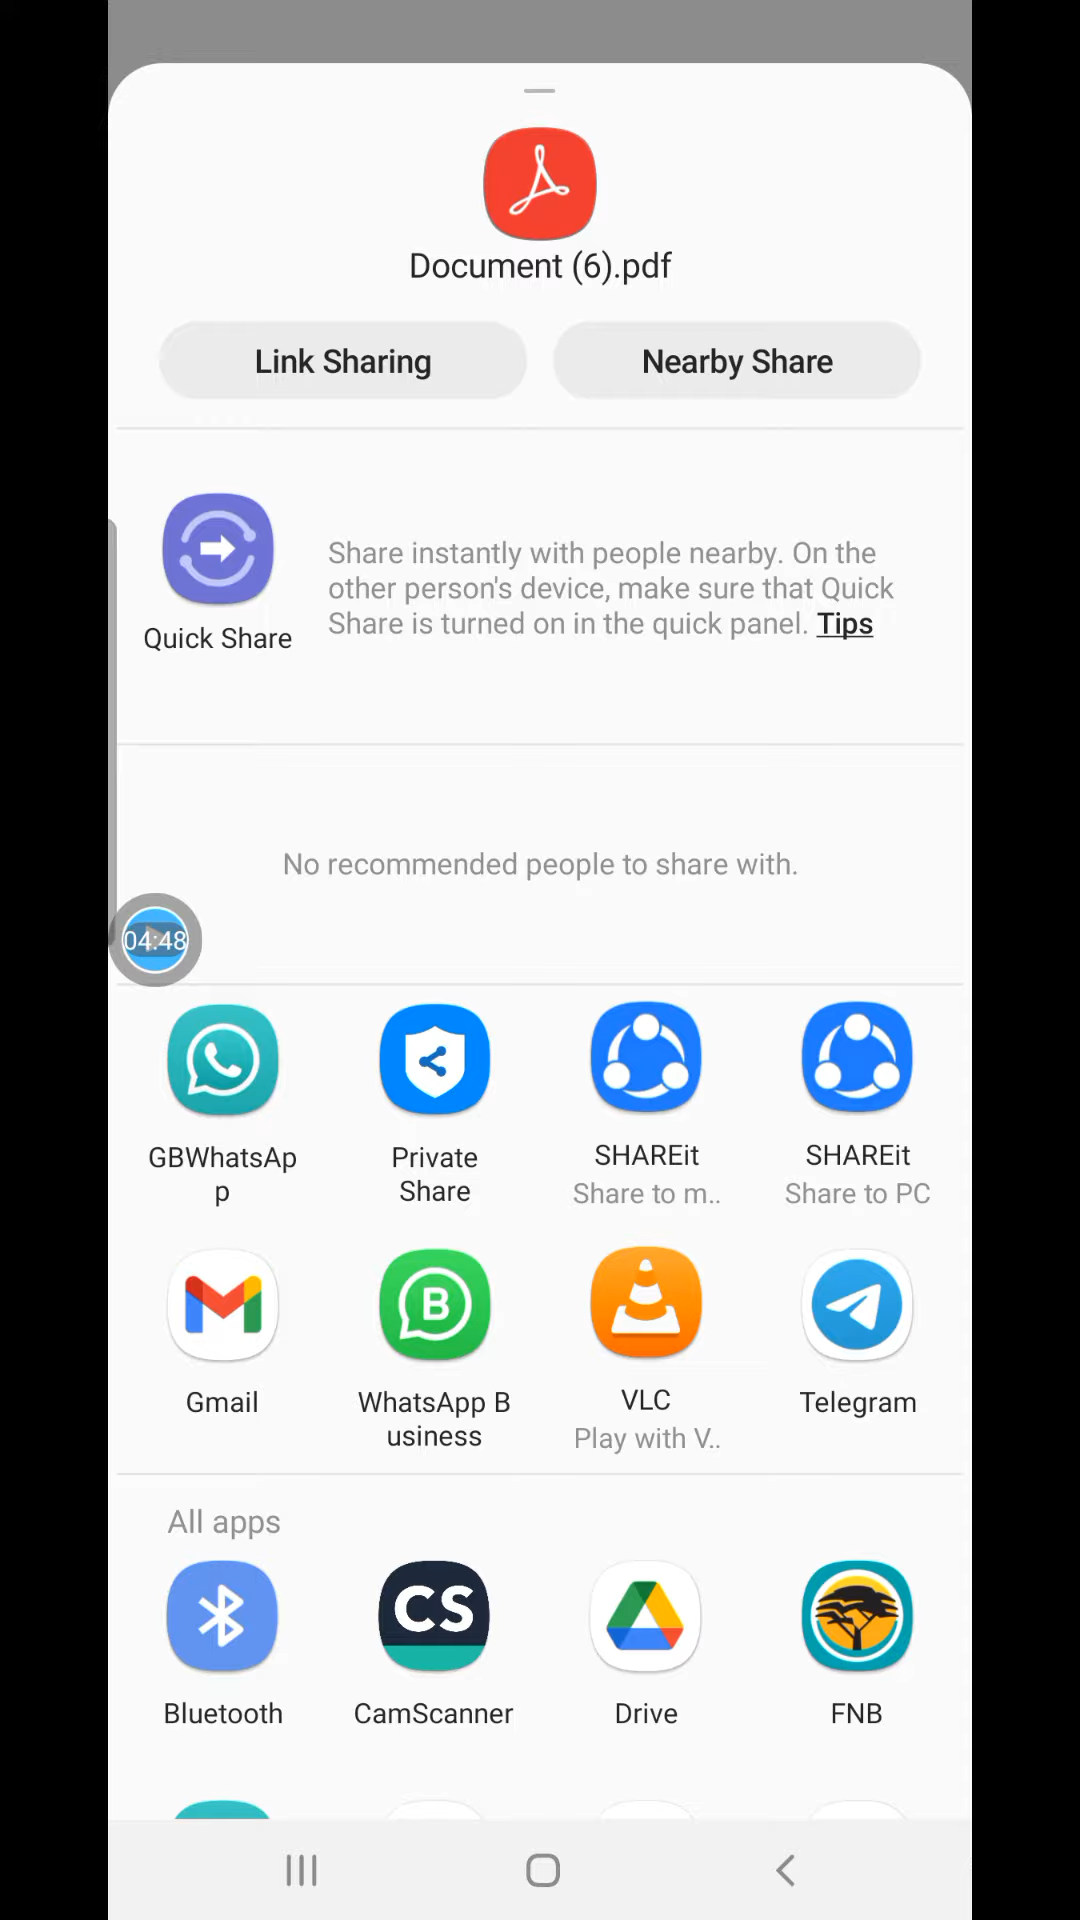 Document (6).pdf
Link Sharing
Nearby Share
Quick Share
Share instantly with people nearby. On the
other person's device, make sure that Quick
Share is turned on in the quick panel. Tips
No recommended people to share with.
04:48
GBWhatsAp
p
Private
Share
SHAREit
Share to m..
SHAREit
Share to PC
Gmail
B
WhatsApp B
usiness
VLC
Play with V..
Telegram
All apps
Bluetooth
CS
CamScanner
Drive
FNB